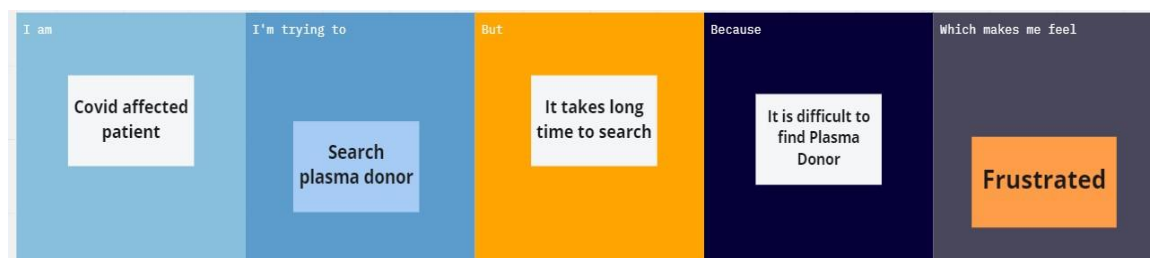 I am
Covid affected
patient
I'm trying to
Search
plasma donor
But
It takes long
time to search
Because
It is difficult to
find Plasma
Donor
Which makes me feel
Frustrated